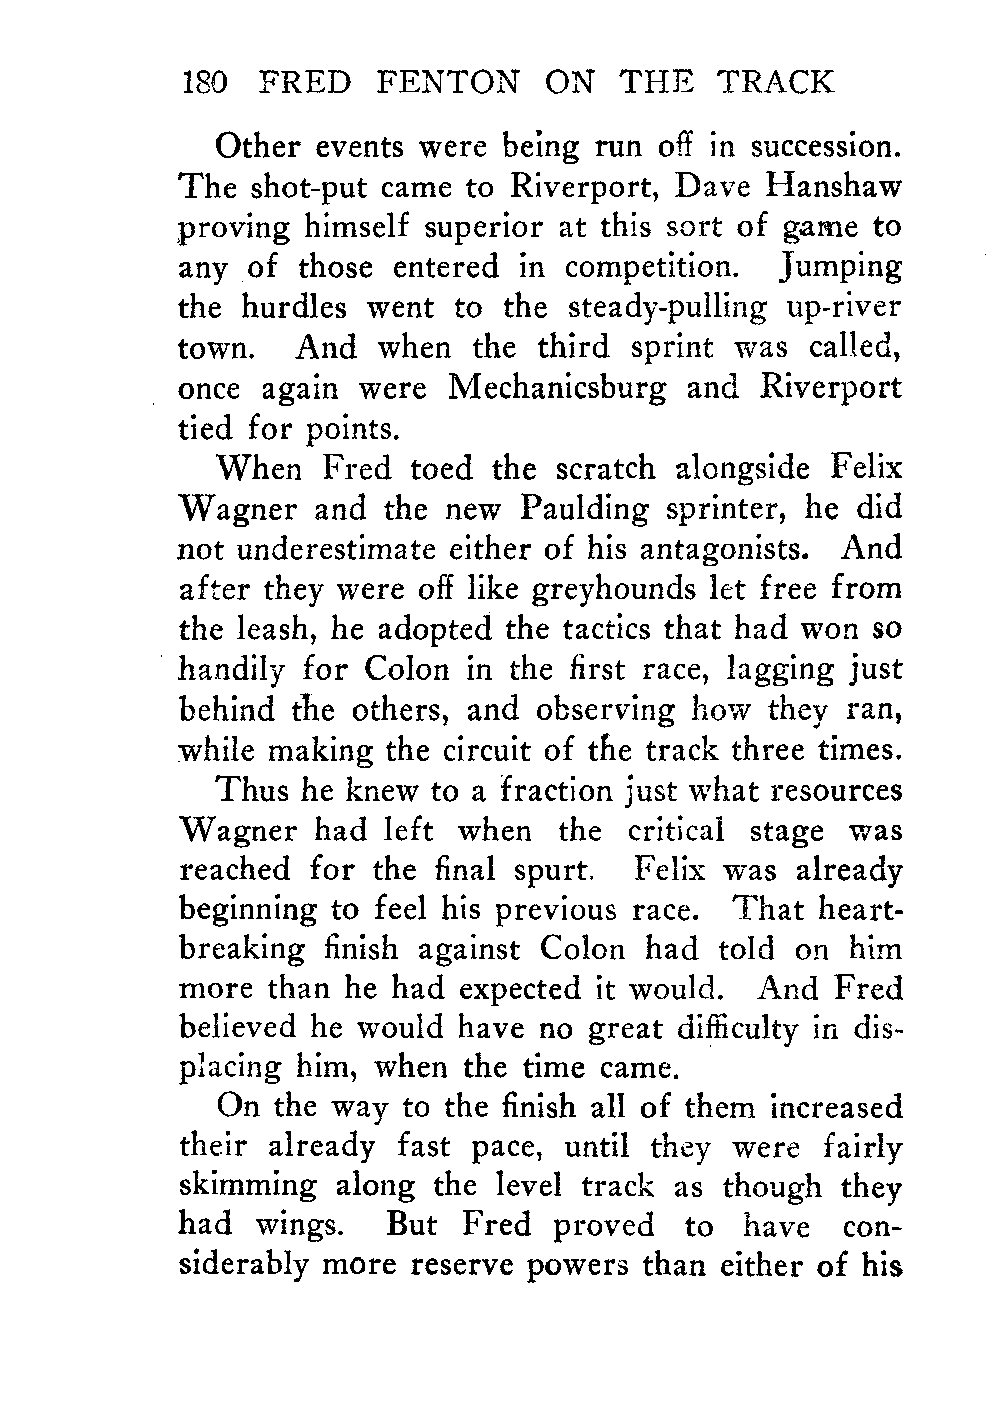 180 FRED FENTON ON THE TRACK
Other events were being run off in succession.
The shot-put came to Riverport, Dave Hanshaw
proving himself superior at this sort of game to
any of those entered in competition. Jumping
the hurdles went to the steady-pulling up-river
town. And when the third sprint was called,
once again were Mechanicsburg and Riverport
tied for points.
When Fred toed the scratch alongside Felix
Wagner and the new Paulding sprinter, he did
not underestimate either of his antagonists. And
after they were off like greyhounds let free from
the leash, he adopted the tactics that had won so
handily for Colon in the first race, lagging just
behind the others, and observing how they ran,
while making the circuit of the track three times.
Thus he knew to a fraction just what resources
Wagner had left when the critical stage was
reached for the final spurt. Felix was already
beginning to feel his previous race. That heart-
breaking finish against Colon had told on him
more than he had expected it would. And Fred
believed he would have no great difficulty in dis-
placing him, when the time came.
On the way to the finish all of them increased
their already fast pace, until they were fairly
skimming along the level track as though they
had wings. But Fred proved to have con-
siderably more reserve powers than either of his